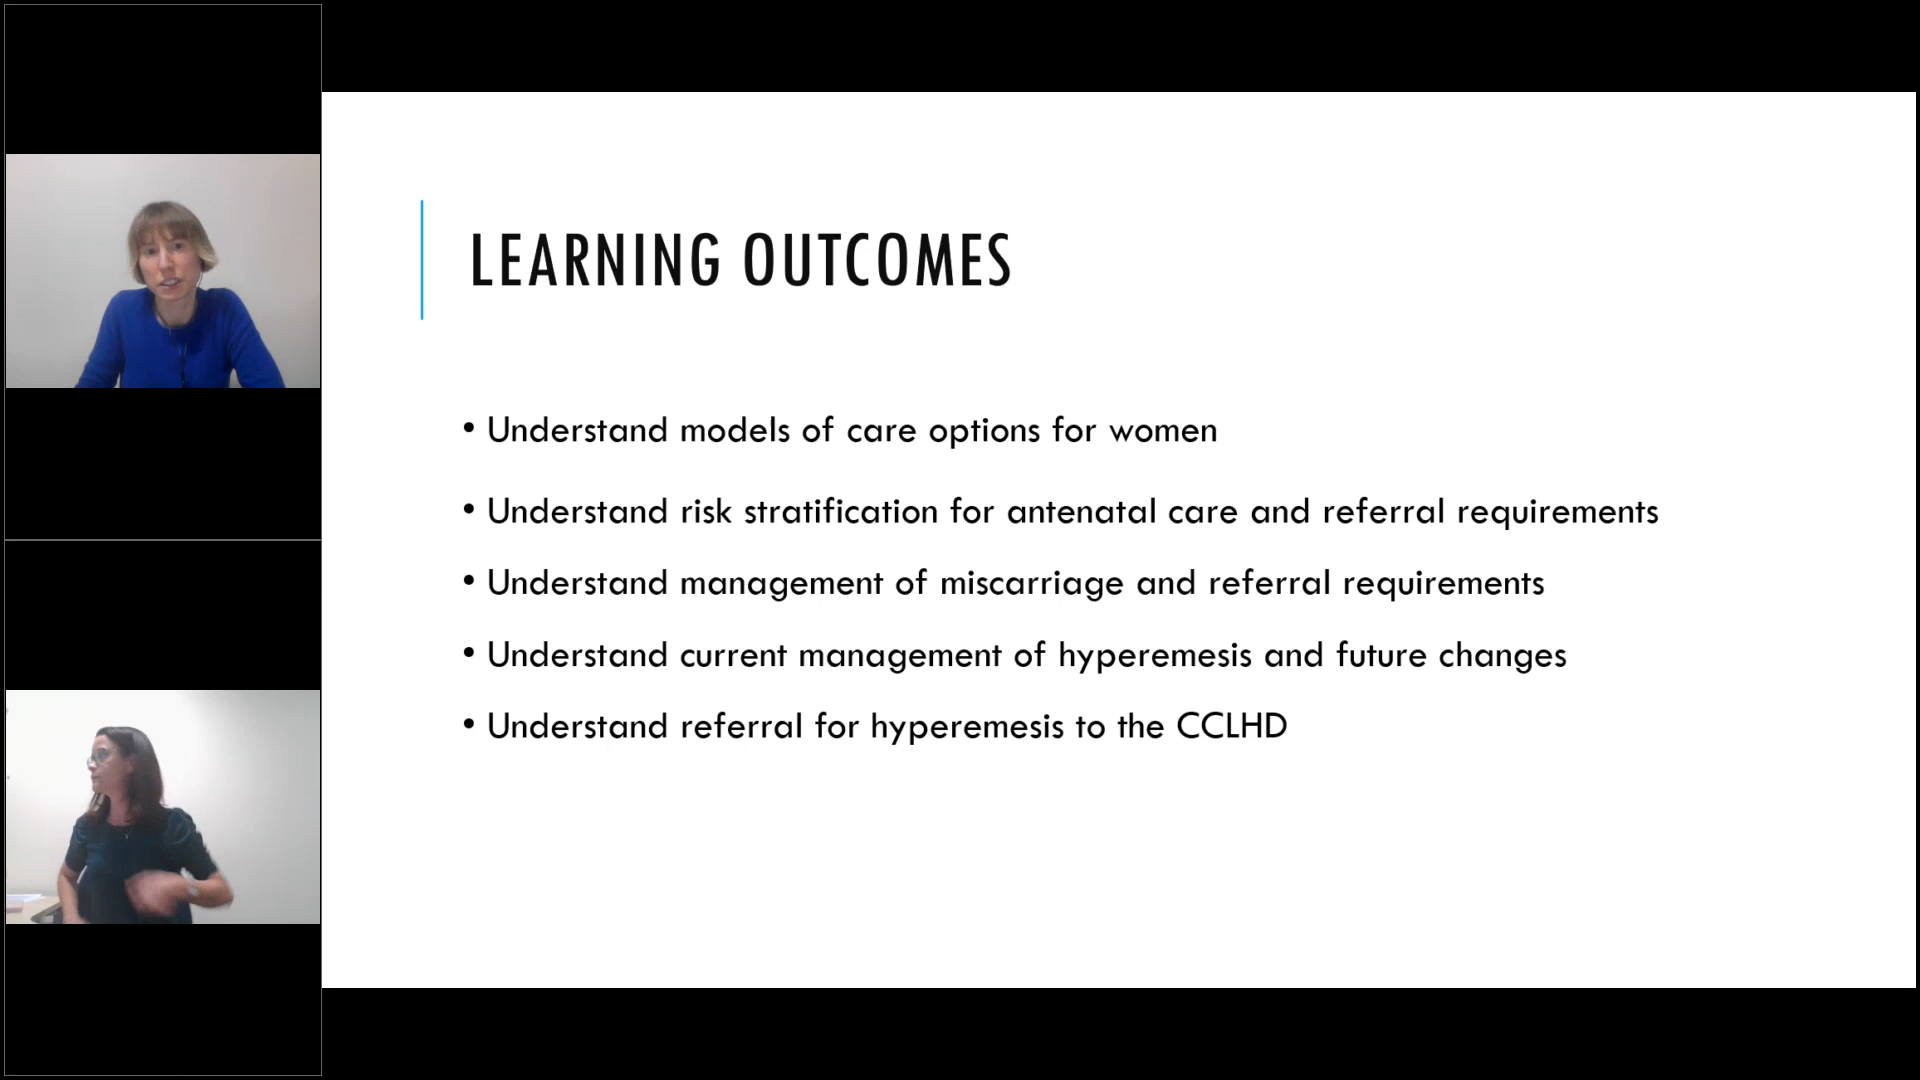 LEARNING OUTCOMES
• Understand models of care options for women
• Understand risk stratification for antenatal care and referral requirements
• Understand management of miscarriage and referral requirements
• Understand current management of hyperemesis and future changes
• Understand referral for hyperemesis to the CCLHD